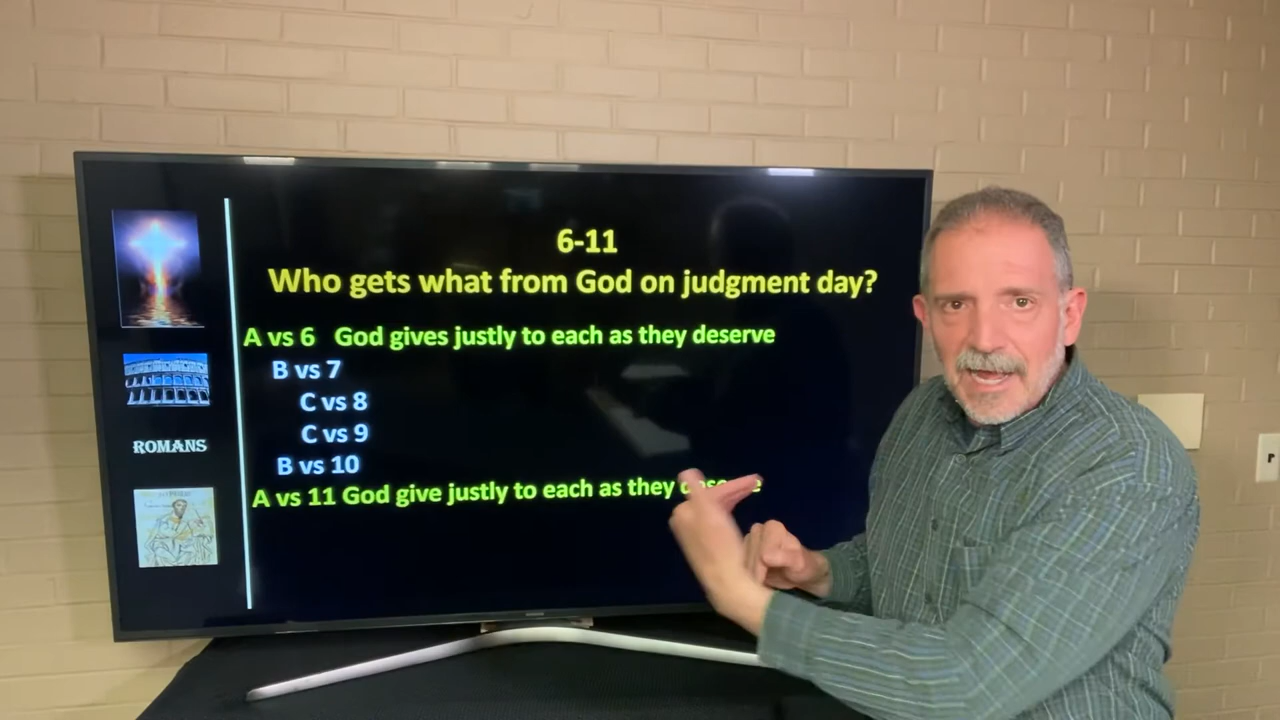 6-11
Who gets what from God on judgment day?
A vs 6 God gives justly to each as they deserve
B vs 7
C vs 8
C vs 9
B vs 10
A vs 11 God give justly to each as they
ROMANS